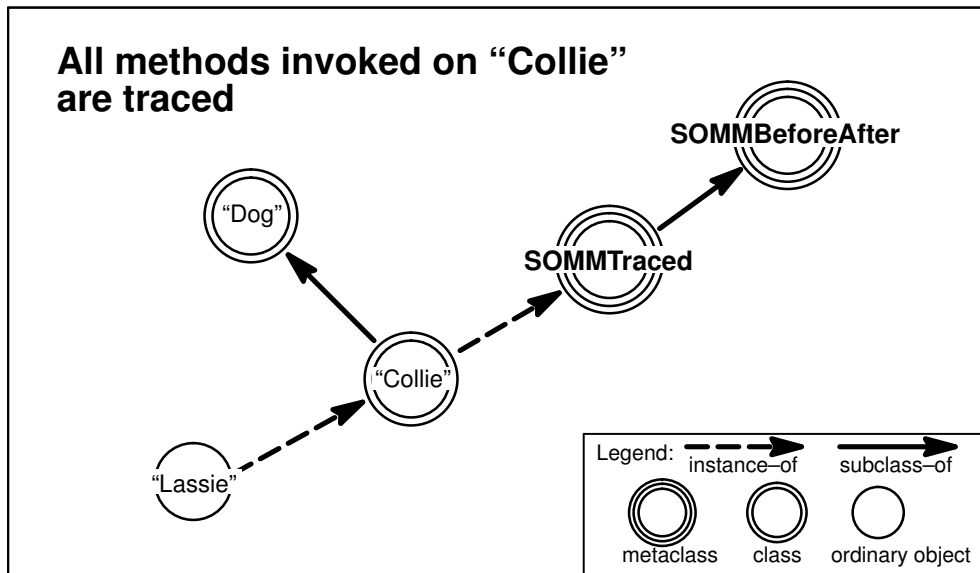 All methods invoked on “Collie”
are traced
SOMMBeforeAfter
“Dog”
SOMMTraced
“Collie”
“Lassie”
Legend:
instance–of
subclass–of
metaclass
class
ordinary object